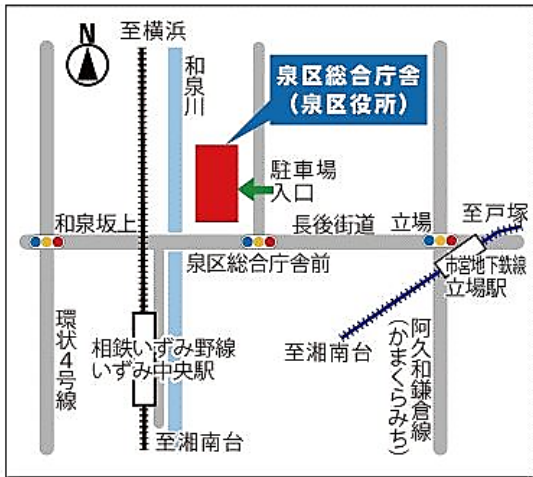 N
至横浜
和泉川
泉区総合庁舎
（泉区役所）
駐車場
入口
和泉坂上
長後街道
立場
至戸塚
泉区総合庁舎前
市営地下鉄線
立場駅
環状４号線
相鉄いずみ野線
いずみ中央駅
至湘南台
阿久和鎌倉線
（かまくらみち）
至湘南台